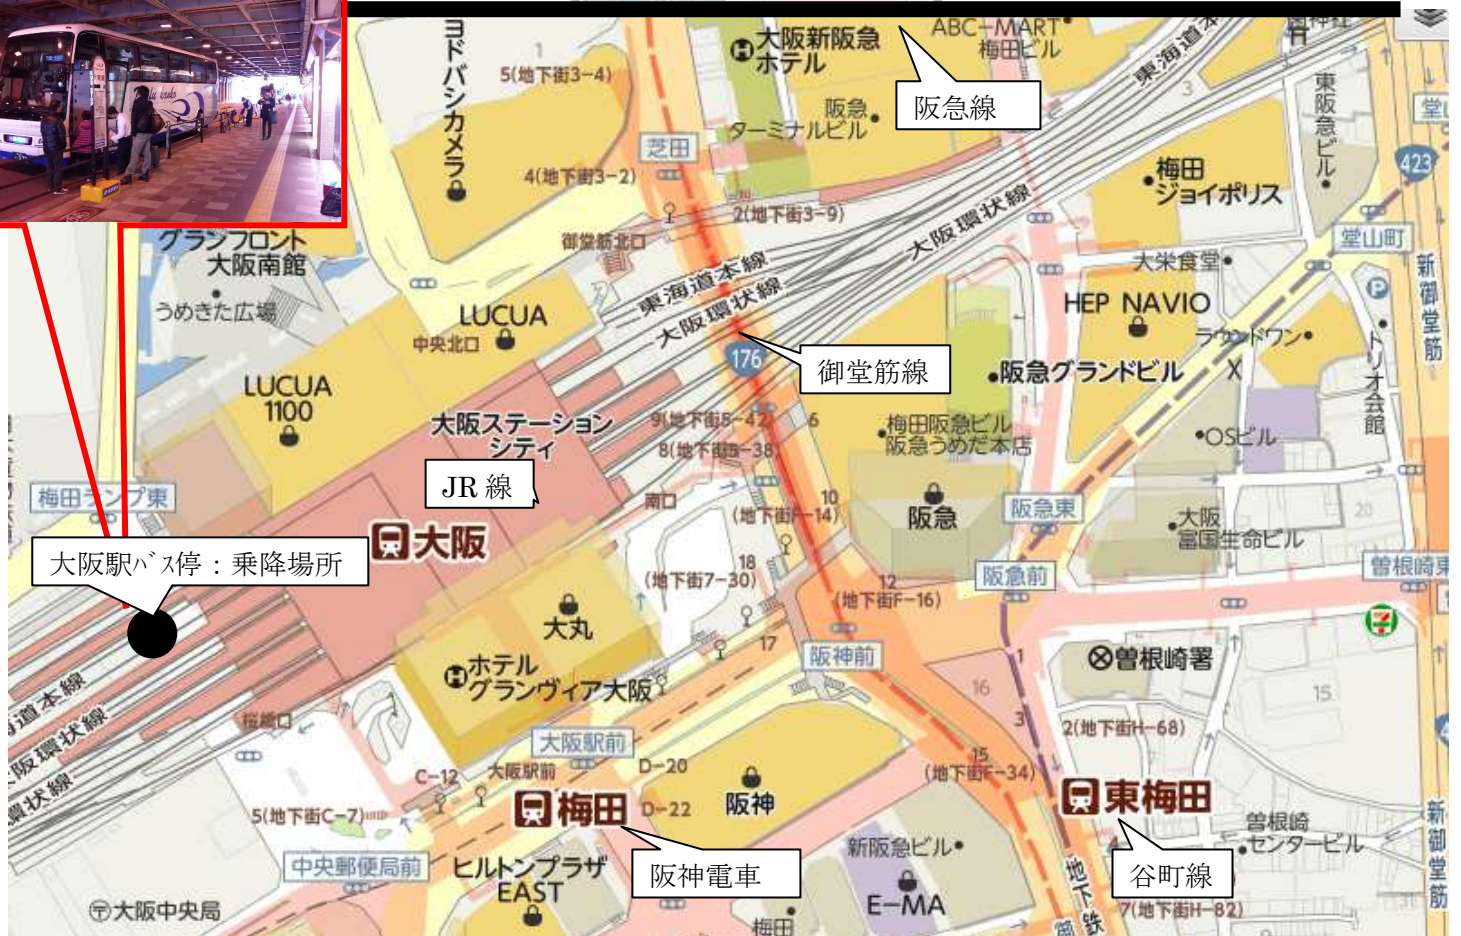 ヨドバシカメラ
1
5(地下街3-4)
4(地下街3-2)
芝田
大阪新阪急
ホテル
阪急
ターミナルビル
ABC-MART
梅田ビル
阪急線
東海道本
3
東阪急ビル
423
梅田
ジョイポリス
堂山町
2(地下街3-9)
御堂筋北口
大阪環状線
東海道本線
大阪環状線
グランフロント
大阪南館
うめきた広場
LUCUA
中央北口
LUCUA
1100
大阪ステーション
シティ
176
御堂筋線
大栄食堂
HEP NAVIO
ラウンドワン
阪急グランドビル
P
新御堂筋
トリオ会館
9(地下街5-42)
6
8(地下街5-38)
梅田阪急ビル
阪急うめだ本店
OSビル
JR線
南口
梅田ランプ東
大阪
10
(地下街F-14)
阪急
阪急東
大阪
富国生命ビル
20
大阪駅バス停：乗降場所
18
(地下街7-30)
12
(地下街F-16)
阪急前
曽根崎東
大丸
17
阪神前
ホテル
グランヴィア大阪
曽根崎署
1
16
15
3
2(地下街H-68)
桜橋口
大阪駅前
大阪駅前
C-12
D-20
D-22
15
(地下街F-34)
5(地下街C-7)
梅田
阪神
東梅田
曽根崎
センタービル
4
中央郵便局前
ヒルトンプラザ
EAST
阪神電車
新阪急ビル
E-MA
谷町線
7(地下街H-82)
大阪中央局
梅田
地下鉄
新御堂筋
31